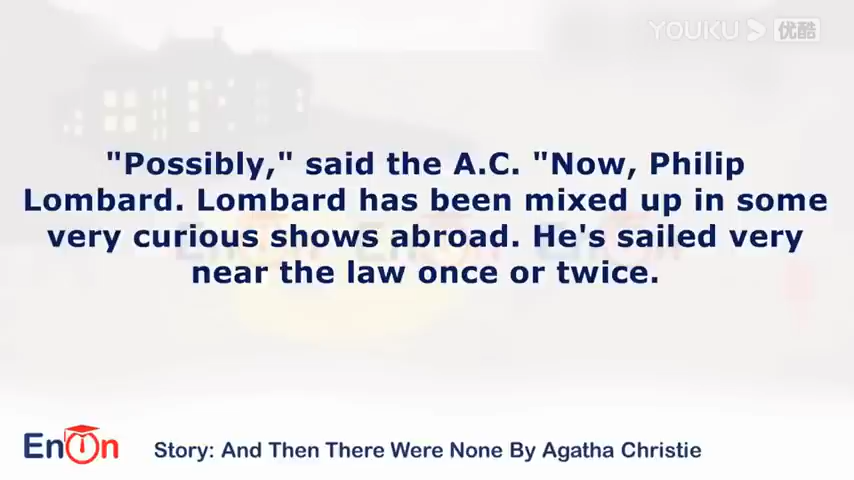 YOUKU 优酷
"Possibly," said the A.C. "Now, Philip
Lombard. Lombard has been mixed up in some
very curious shows abroad. He's sailed very
near the law once or twice.
EnOn
Story: And Then There Were None By Agatha Christie